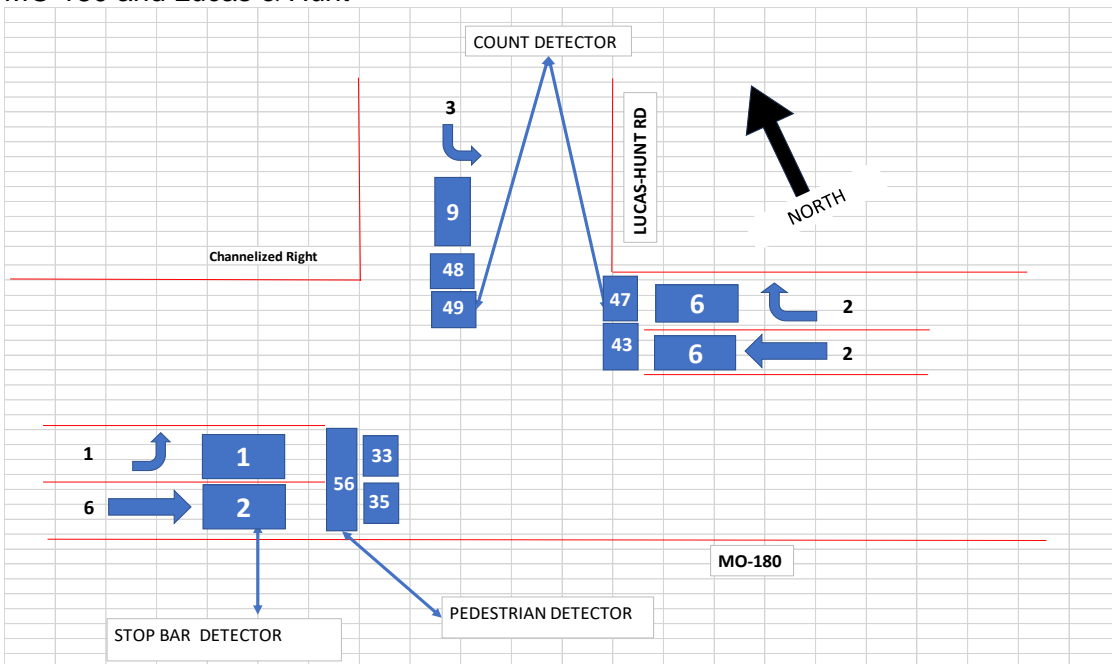 COUNT DETECTOR
3
LUCAS-HUNT RD
NORTH
9
Channelized Right
48
49
47
6
2
43
6
2
1
1
33
56
6
2
35
MO-180
PEDESTRIAN DETECTOR
STOP BAR DETECTOR